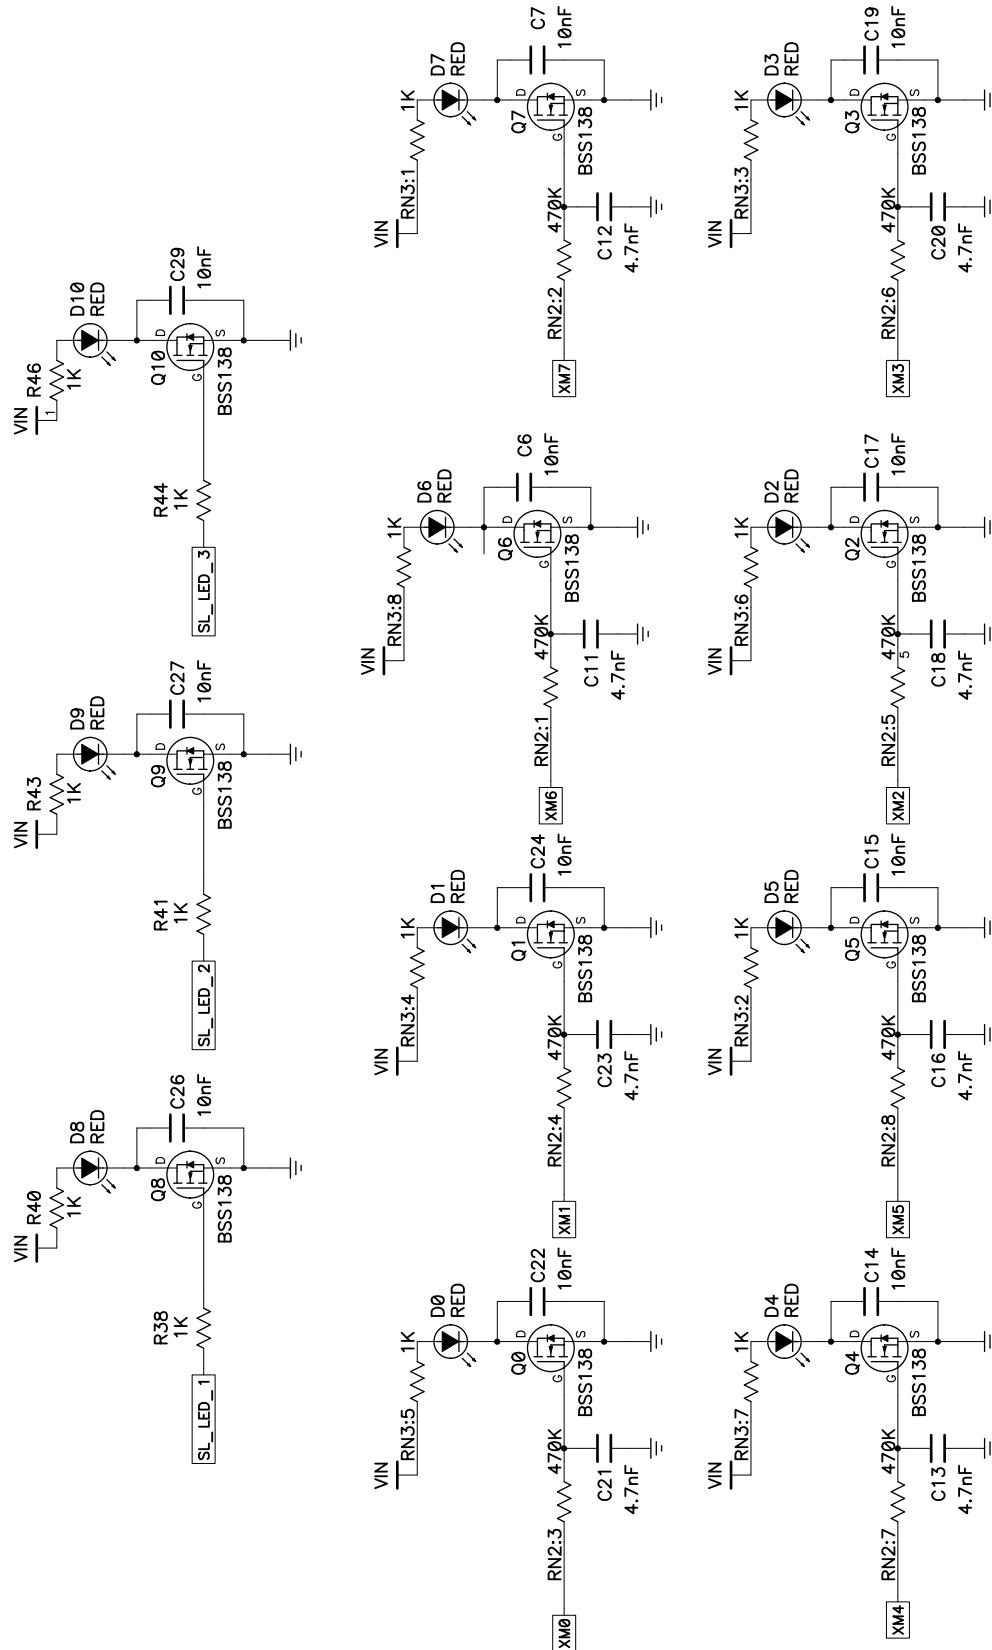 VIN
R40
1K
D8
RED
C26
10nF
Q8
D
G
S
BSS138
R38
1K
SL_LED_1
VIN
R43
1K
D9
RED
C27
10nF
Q9
D
G
S
BSS138
R41
1K
SL_LED_2
VIN
1
R46
1K
D10
RED
C29
10nF
Q10
D
G
S
BSS138
R44
1K
SL_LED_3
VIN
RN3:5
1K
D0
RED
C22
10nF
Q0
D
G
S
BSS138
470K
RN2:3
C21
4.7nF
XM0
VIN
RN3:4
1K
D1
RED
C24
10nF
Q1
D
G
S
BSS138
470K
RN2:4
C23
4.7nF
XM1
VIN
RN3:8
1K
D6
RED
C6
10nF
Q6
D
G
S
BSS138
470K
RN2:1
C11
4.7nF
XM6
VIN
RN3:1
1K
D7
RED
C7
10nF
Q7
D
G
S
BSS138
470K
RN2:2
C12
4.7nF
XM7
VIN
RN3:7
1K
D4
RED
C14
10nF
Q4
D
G
S
BSS138
470K
RN2:7
C13
4.7nF
XM4
VIN
RN3:2
1K
D5
RED
C15
10nF
Q5
D
G
S
BSS138
470K
RN2:8
C16
4.7nF
XM5
VIN
RN3:6
1K
D2
RED
C17
10nF
Q2
D
G
S
BSS138
470K
5
RN2:5
C18
4.7nF
XM2
VIN
RN3:3
1K
D3
RED
C19
10nF
Q3
D
G
S
BSS138
470K
RN2:6
C20
4.7nF
XM3